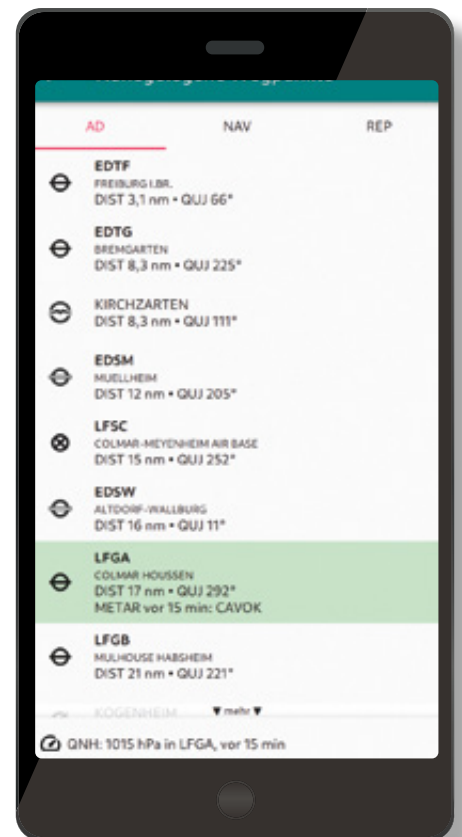 AD NAV REP
EDTF
FREIBURG I.BR.
DIST 3,1 nm • QUJ 66°
EDTG
BREMGARTEN
DIST 8,3 nm • QUJ 225°
KIRCHZARTEN
DIST 8,3 nm • QUJ 111°
EDSM
MUELLHEIM
DIST 12 nm • QUJ 205°
LFSC
COLMAR-MEYENHEIM AIR BASE
DIST 15 nm • QUJ 252°
EDSW
ALTDORF-WALLBURG
DIST 16 nm • QUJ 11°
LFGA
COLMAR HOUSSEN
DIST 17 nm • QUJ 292°
METAR vor 15 min: CAVOK
LFGB
MULHOUSE HABSHEIM
DIST 21 nm • QUJ 221°
KOGENHEIM ▼ mehr ▼
QNH: 1015 hPa in LFGA, vor 15 min